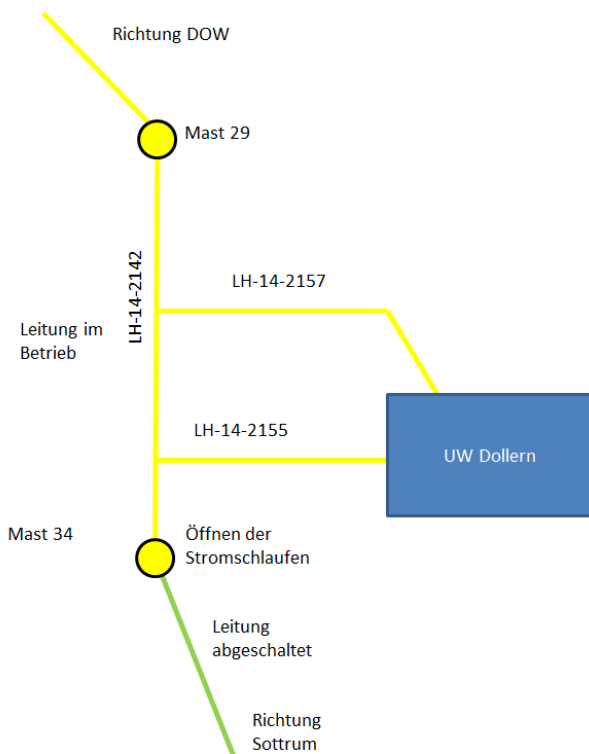 Richtung DOW
Mast 29
LH-14-2142
LH-14-2157
Leitung im
Betrieb
LH-14-2155
UW Dollern
Mast 34
Öffnen der
Stromschlaufen
Leitung
abgeschaltet
Richtung
Sottrum